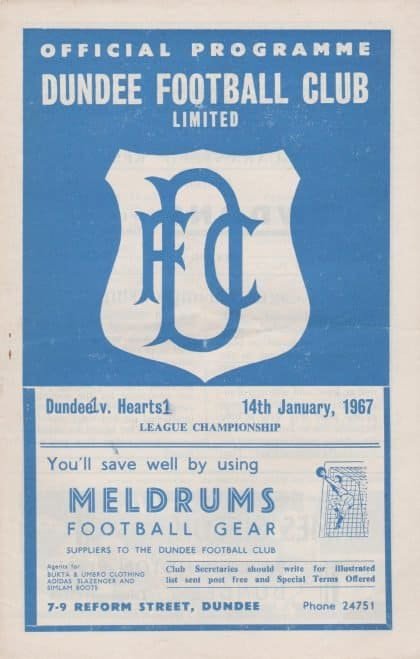 OFFICIAL PROGRAMME
DUNDEE FOOTBALL CLUB
LIMITED
DFC
Dundee 1 v. Hearts 1 14th January, 1967
LEAGUE CHAMPIONSHIP
You'll save well by using
MELDRUMS
FOOTBALL GEAR
SUPPLIERS TO THE DUNDEE FOOTBALL CLUB
Agents for
BUKTA & UMBRO CLOTHING
ADIDAS SLAZENGER AND
SIMLAM BOOTS
Club Secretaries should write for illustrated
list sent post free and Special Terms Offered
7-9 REFORM STREET, DUNDEE Phone 24751